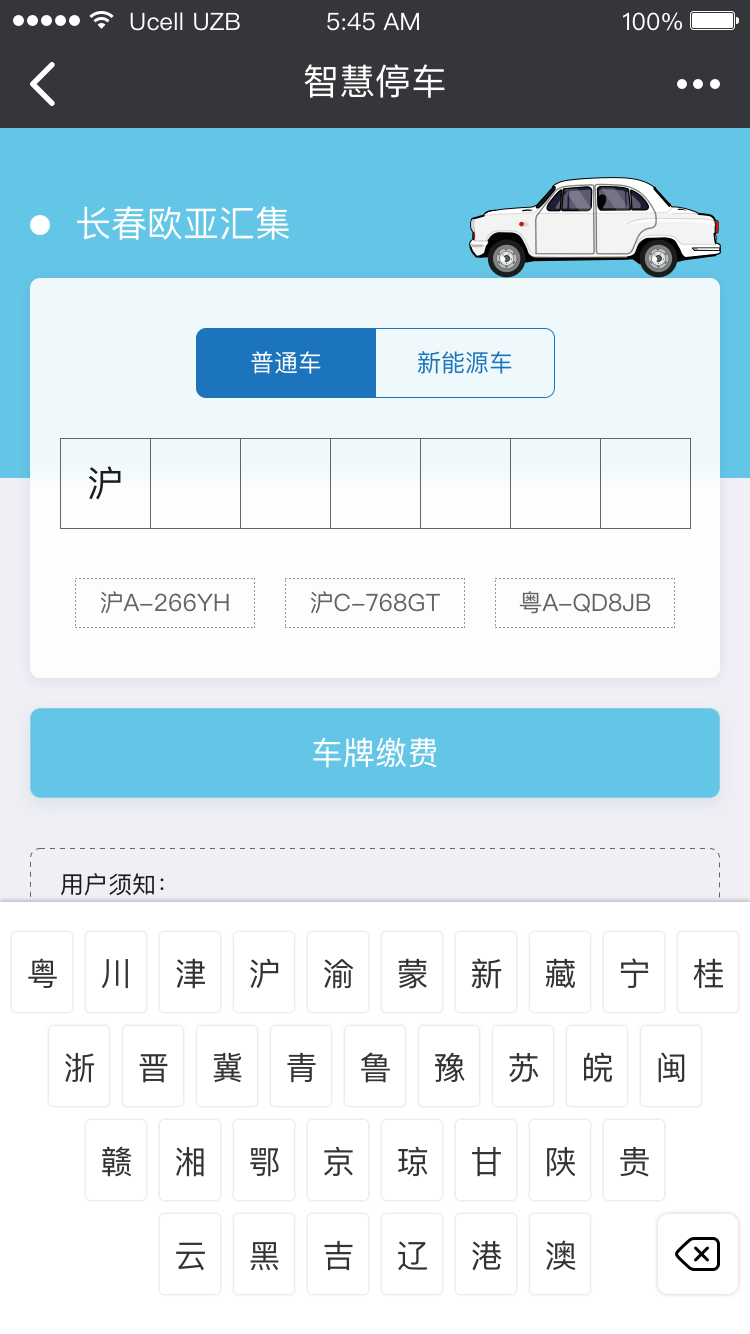 Ucell UZB 5:45 AM 100%
智慧停车
长春欧亚汇集
普通车 新能源车
沪
沪A-266YH 沪C-768GT 粤A-QD8JB
车牌缴费
用户须知：
粤 川 津 沪 渝 蒙 新 藏 宁 桂
浙 晋 冀 青 鲁 豫 苏 皖 闽
赣 湘 鄂 京 琼 甘 陕 贵
云 黑 吉 辽 港 澳